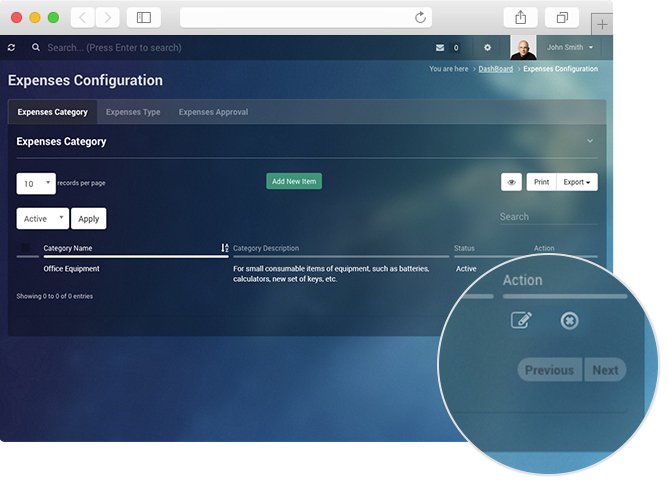 Search... (Press Enter to search)
0
John Smith
You are here > DashBoard > Expenses Configuration
Expenses Configuration
Expenses Category
Expenses Type
Expenses Approval
Expenses Category
10
records per page
Add New Item
Print
Export
Active
Apply
Search
Category Name
Category Description
Status
Action
Office Equipment
For small consumable items of equipment, such as batteries,
calculators, new set of keys, etc.
Active
Showing 0 to 0 of 0 entries
Action
Previous
Next